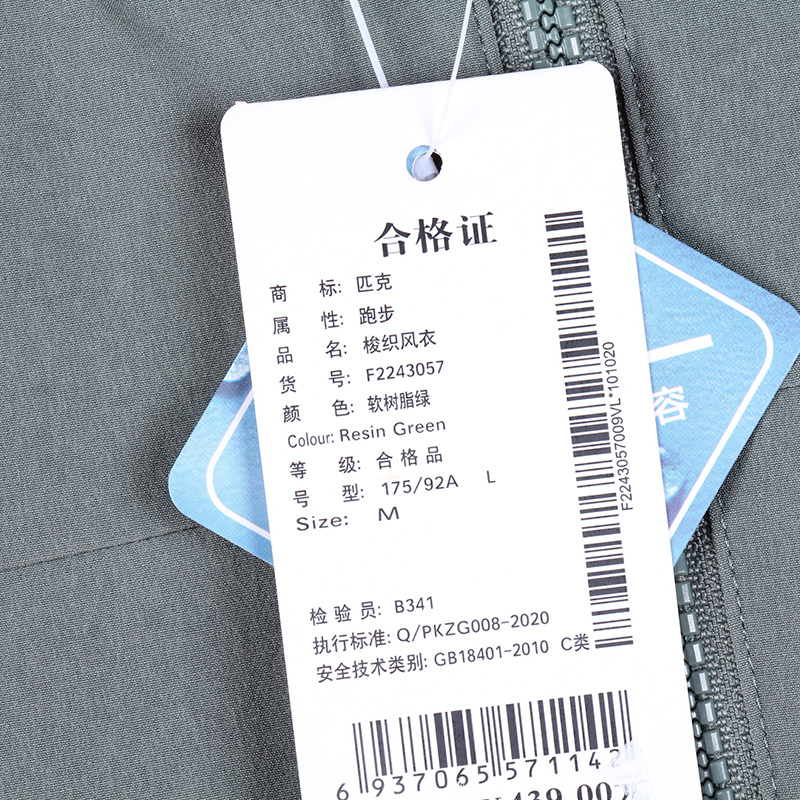 合格证
商 标: 匹克
属 性: 跑步
品 名: 梭织风衣
货 号: F2243057
颜 色: 软树脂绿
Colour: Resin Green
等 级: 合格品
号 型: 175/92A L
Size: M
检验员: B341
执行标准: Q/PKZG008-2020
安全技术类别: GB18401-2010 C类
F2243057009VL*101020
容
6 937065 57114
439.00